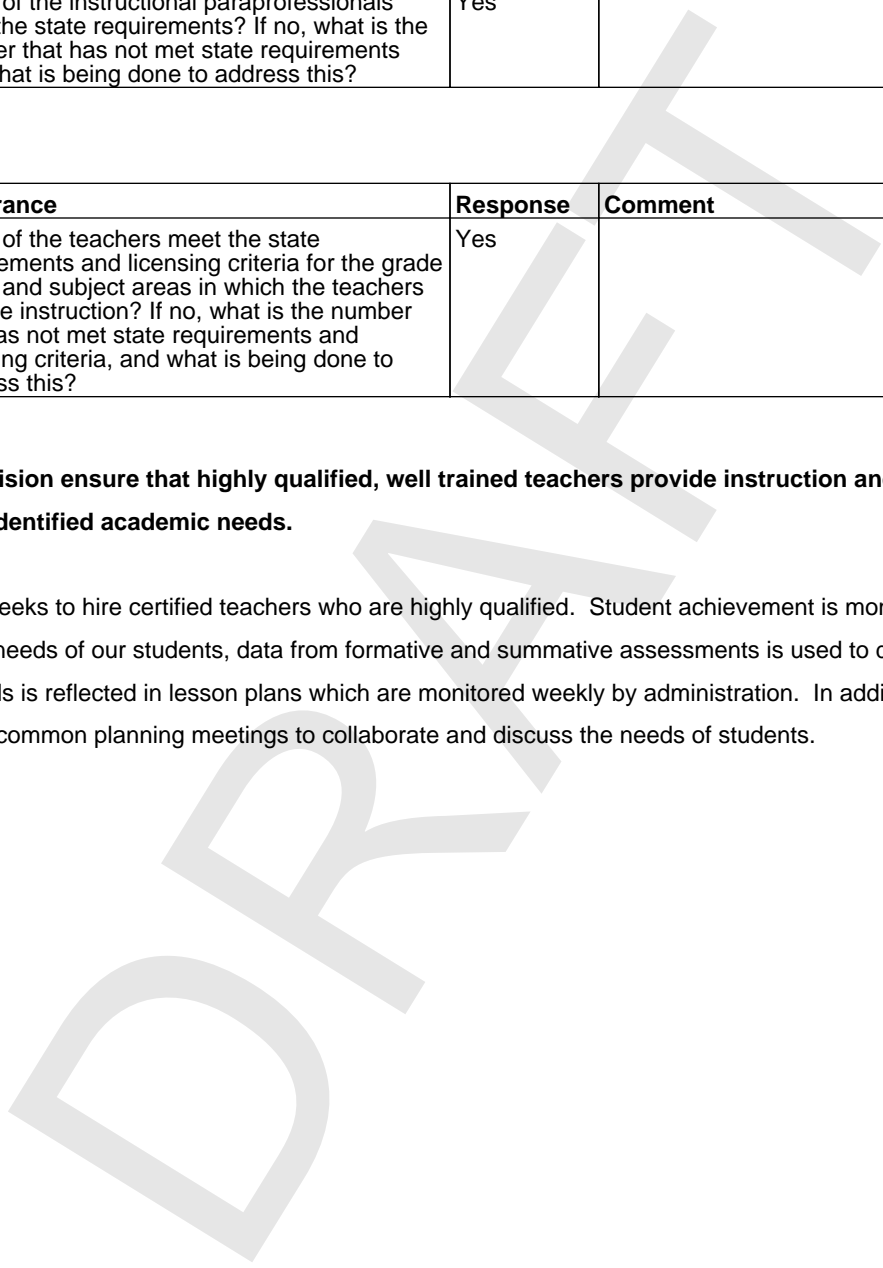 of the instructional paraprofessionals Yes
the state requirements? If no, what is the
er that has not met state requirements
hat is being done to address this?
rance Response Comment
of the teachers meet the state Yes
ements and licensing criteria for the grade
and subject areas in which the teachers
e instruction? If no, what is the number
as not met state requirements and
ng criteria, and what is being done to
ss this?
ision ensure that highly qualified, well trained teachers provide instruction and
dentified academic needs.
eeks to hire certified teachers who are highly qualified.  Student achievement is mon
needs of our students, data from formative and summative assessments is used to d
ls is reflected in lesson plans which are monitored weekly by administration.  In addi
common planning meetings to collaborate and discuss the needs of students.
DRAFT